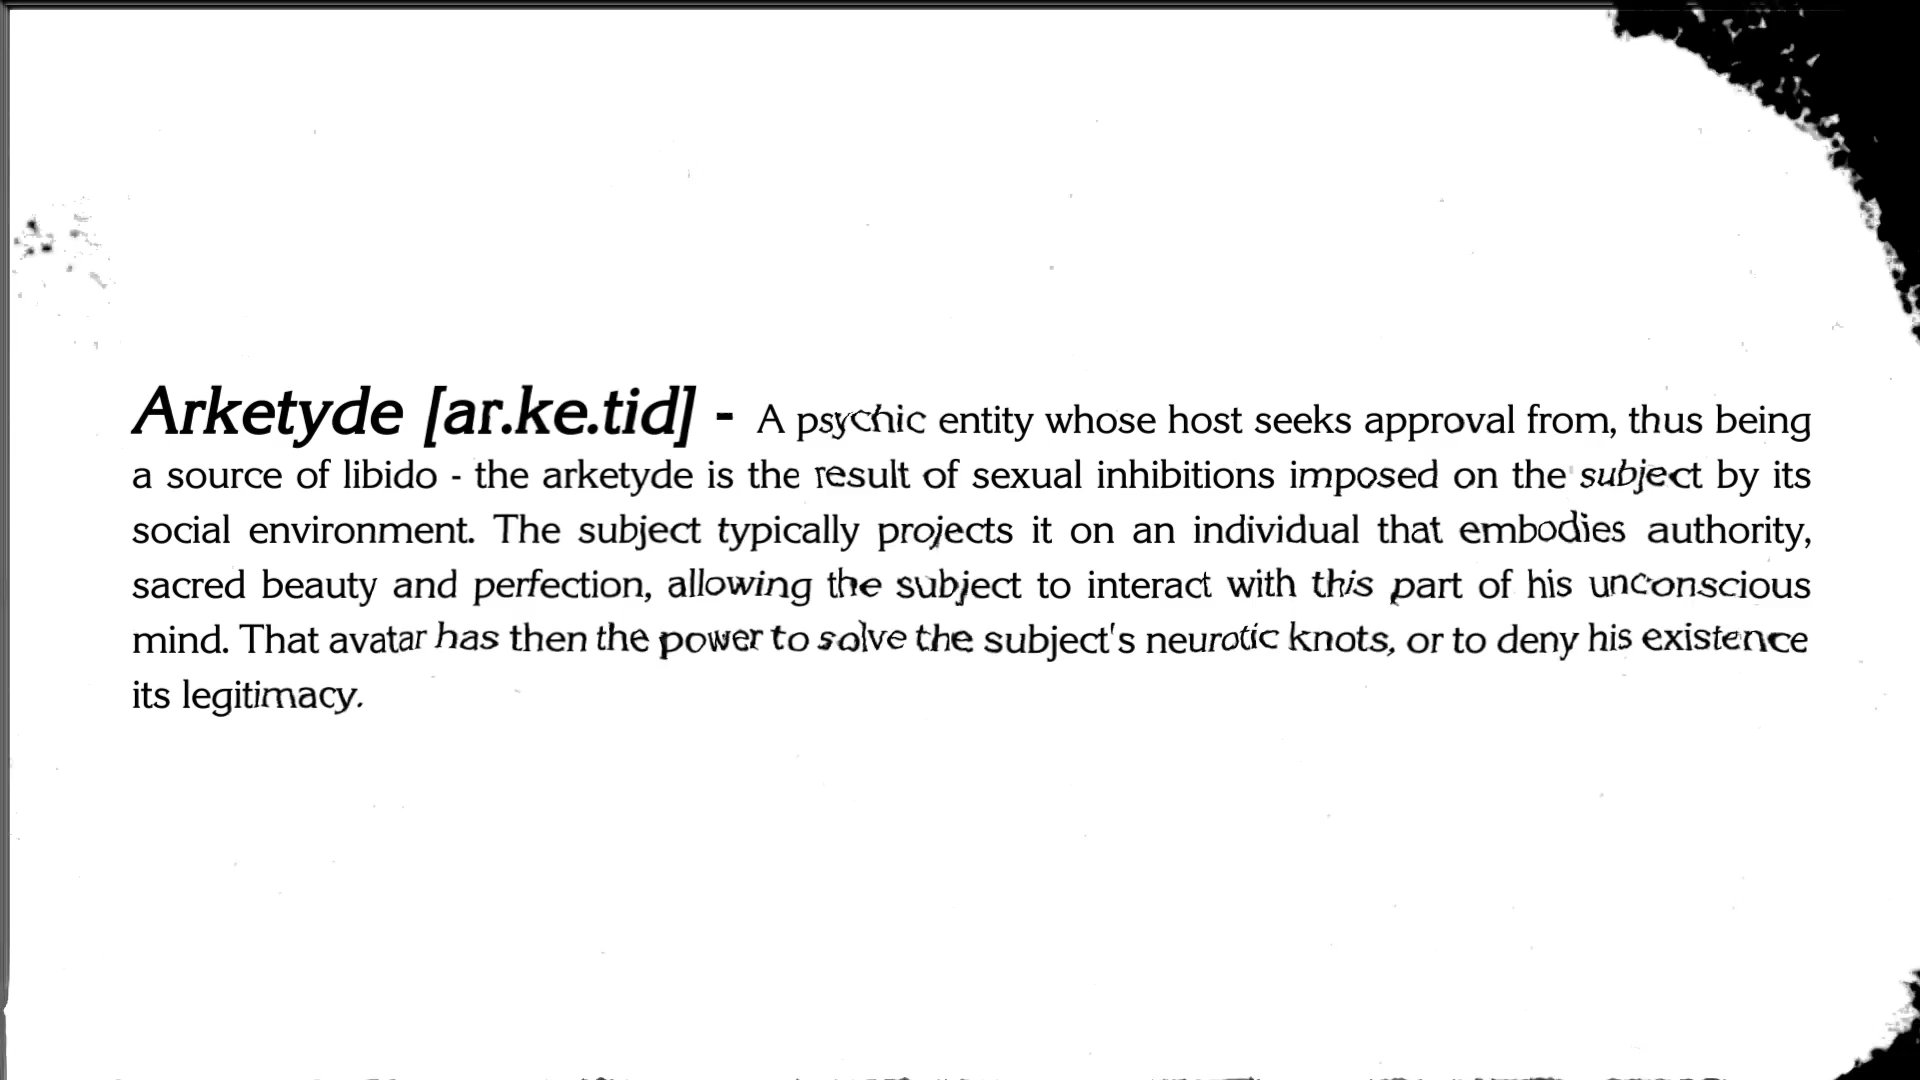 Arketyde [ar.ke.tid] - A psychic entity whose host seeks approval from, thus being
a source of libido - the arketyde is the result of sexual inhibitions imposed on the subject by its
social environment. The subject typically projects it on an individual that embodies authority,
sacred beauty and perfection, allowing the subject to interact with this part of his unconscious
mind. That avatar has then the power to solve the subject's neurotic knots, or to deny his existence
its legitimacy.